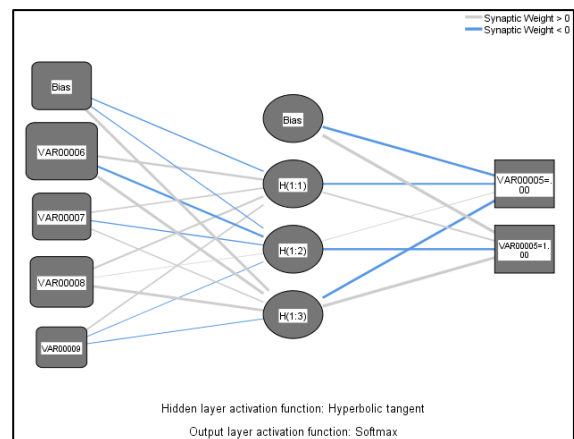 Synaptic Weight > 0
Synaptic Weight < 0
Bias
VAR00006
VAR00007
VAR00008
VAR00009
Bias
H(1:1)
H(1:2)
H(1:3)
VAR00005=.
00
VAR00005=1.
00
Hidden layer activation function: Hyperbolic tangent
Output layer activation function: Softmax